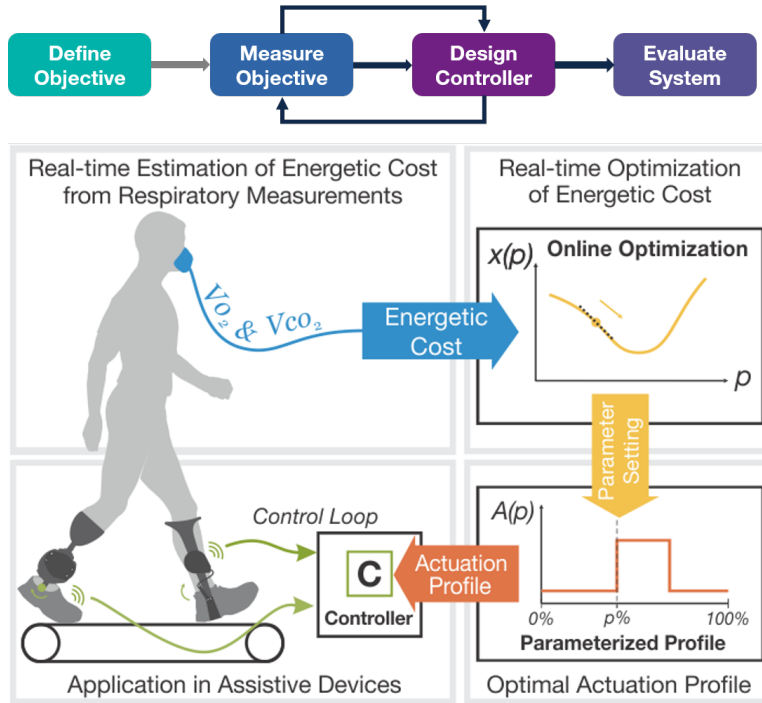 Define
Objective
Measure
Objective
Design
Controller
Evaluate
System
Real-time Estimation of Energetic Cost
from Respiratory Measurements
Vo₂ & Vco₂
Energetic
Cost
Real-time Optimization
of Energetic Cost
x(p)
Online Optimization
p
Parameter
Setting
Control Loop
C
Controller
Actuation
Profile
Application in Assistive Devices
A(p)
0%
p%
100%
Parameterized Profile
Optimal Actuation Profile